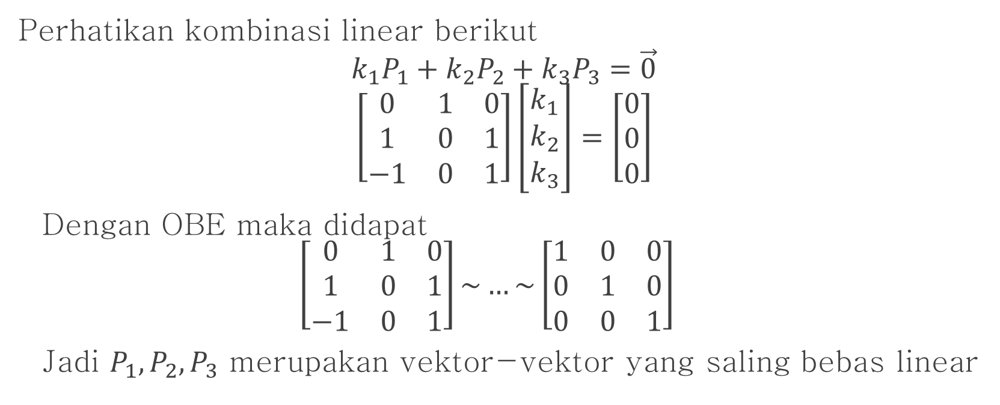 Perhatikan kombinasi linear berikut
$k_1P_1 + k_2P_2 + k_3P_3 = \vec{0}$
$\begin{bmatrix} 0 & 1 & 0 \\ 1 & 0 & 1 \\ -1 & 0 & 1 \end{bmatrix} \begin{bmatrix} k_1 \\ k_2 \\ k_3 \end{bmatrix} = \begin{bmatrix} 0 \\ 0 \\ 0 \end{bmatrix}$
Dengan OBE maka didapat
$\begin{bmatrix} 0 & 1 & 0 \\ 1 & 0 & 1 \\ -1 & 0 & 1 \end{bmatrix} \sim \ldots \sim \begin{bmatrix} 1 & 0 & 0 \\ 0 & 1 & 0 \\ 0 & 0 & 1 \end{bmatrix}$
Jadi $P_1, P_2, P_3$ merupakan vektor-vektor yang saling bebas linear